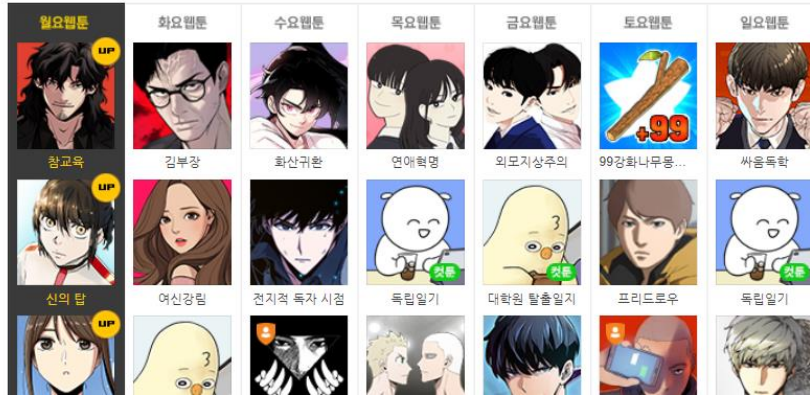 월요웹툰 화요웹툰 수요웹툰 목요웹툰 금요웹툰 토요웹툰 일요웹툰
UP
+99
참교육 김부장 화산귀환 연애혁명 외모지상주의 99강화나무몽... 싸움독학
UP
컷툰 컷툰 컷툰
신의 탑 여신강림 전지적 독자 시점 독립일기 대학원 탈출일지 프리드로우 독립일기
UP